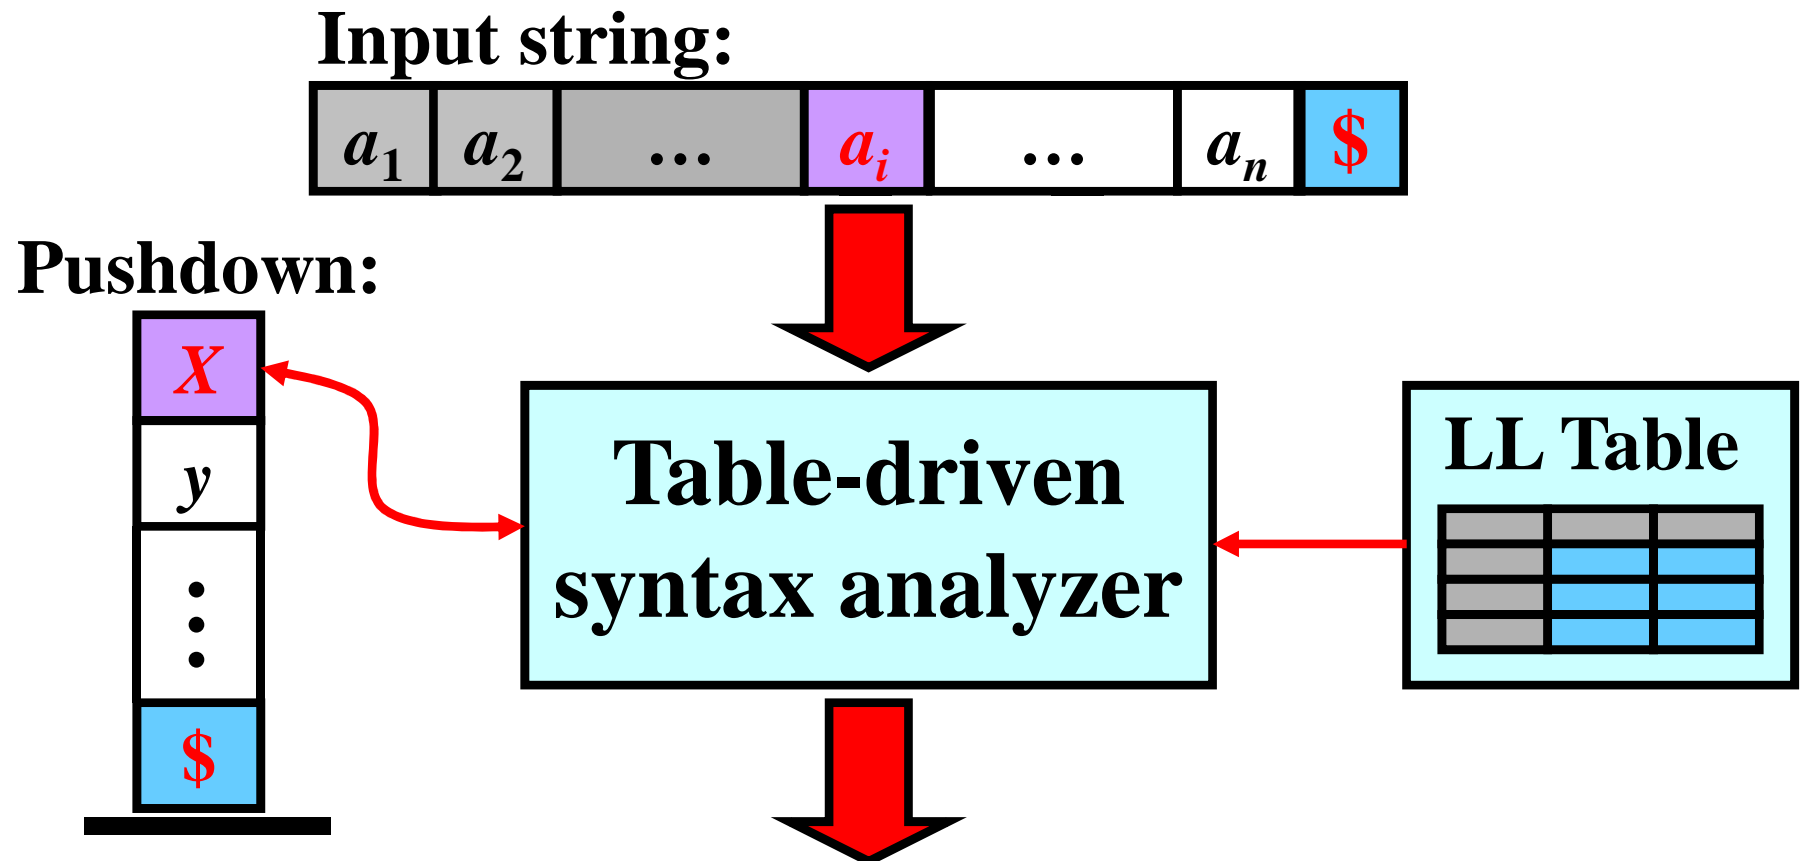 Input string:
a₁ a₂ … aᵢ … aₙ $
Pushdown:
X
y
⋮
$
Table-driven
syntax analyzer
LL Table